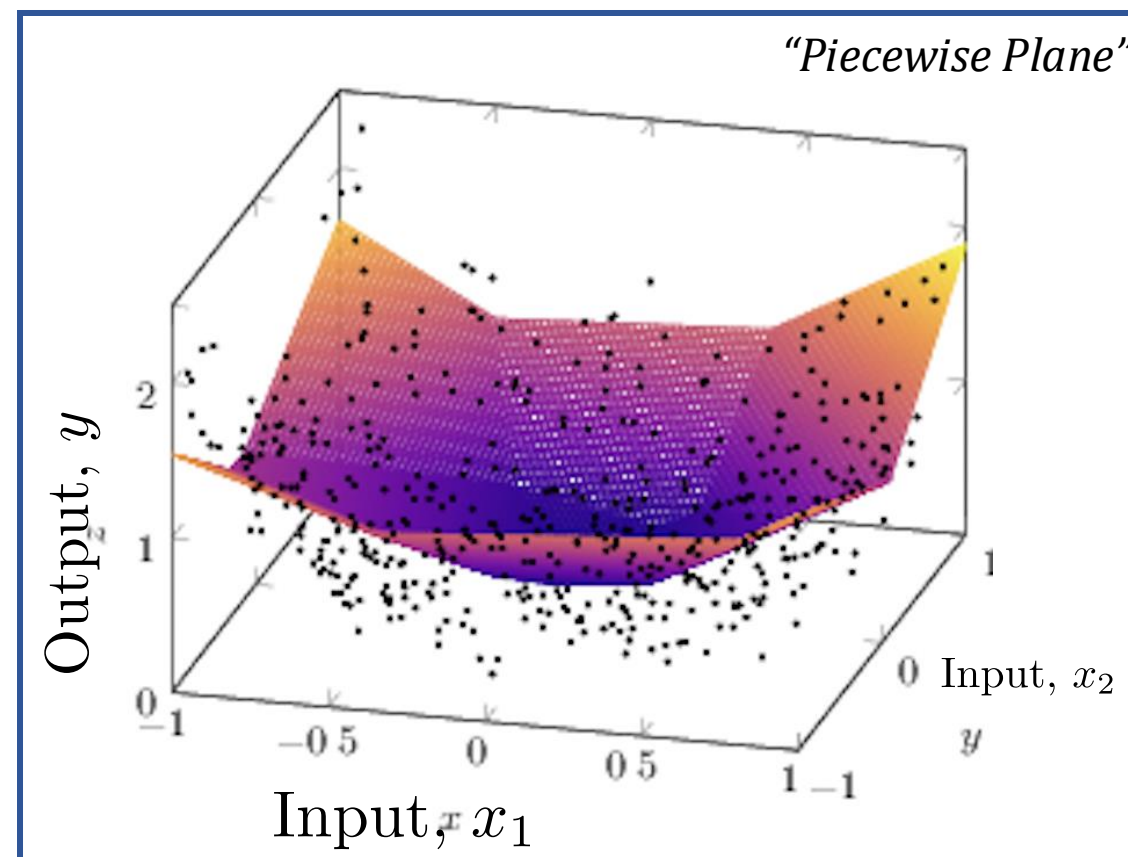 “Piecewise Plane”
2
1
0
Output, y
z
−1
−0 5
0
0 5
1
−1
0
1
Input, x₂
y
Input, x₁
x